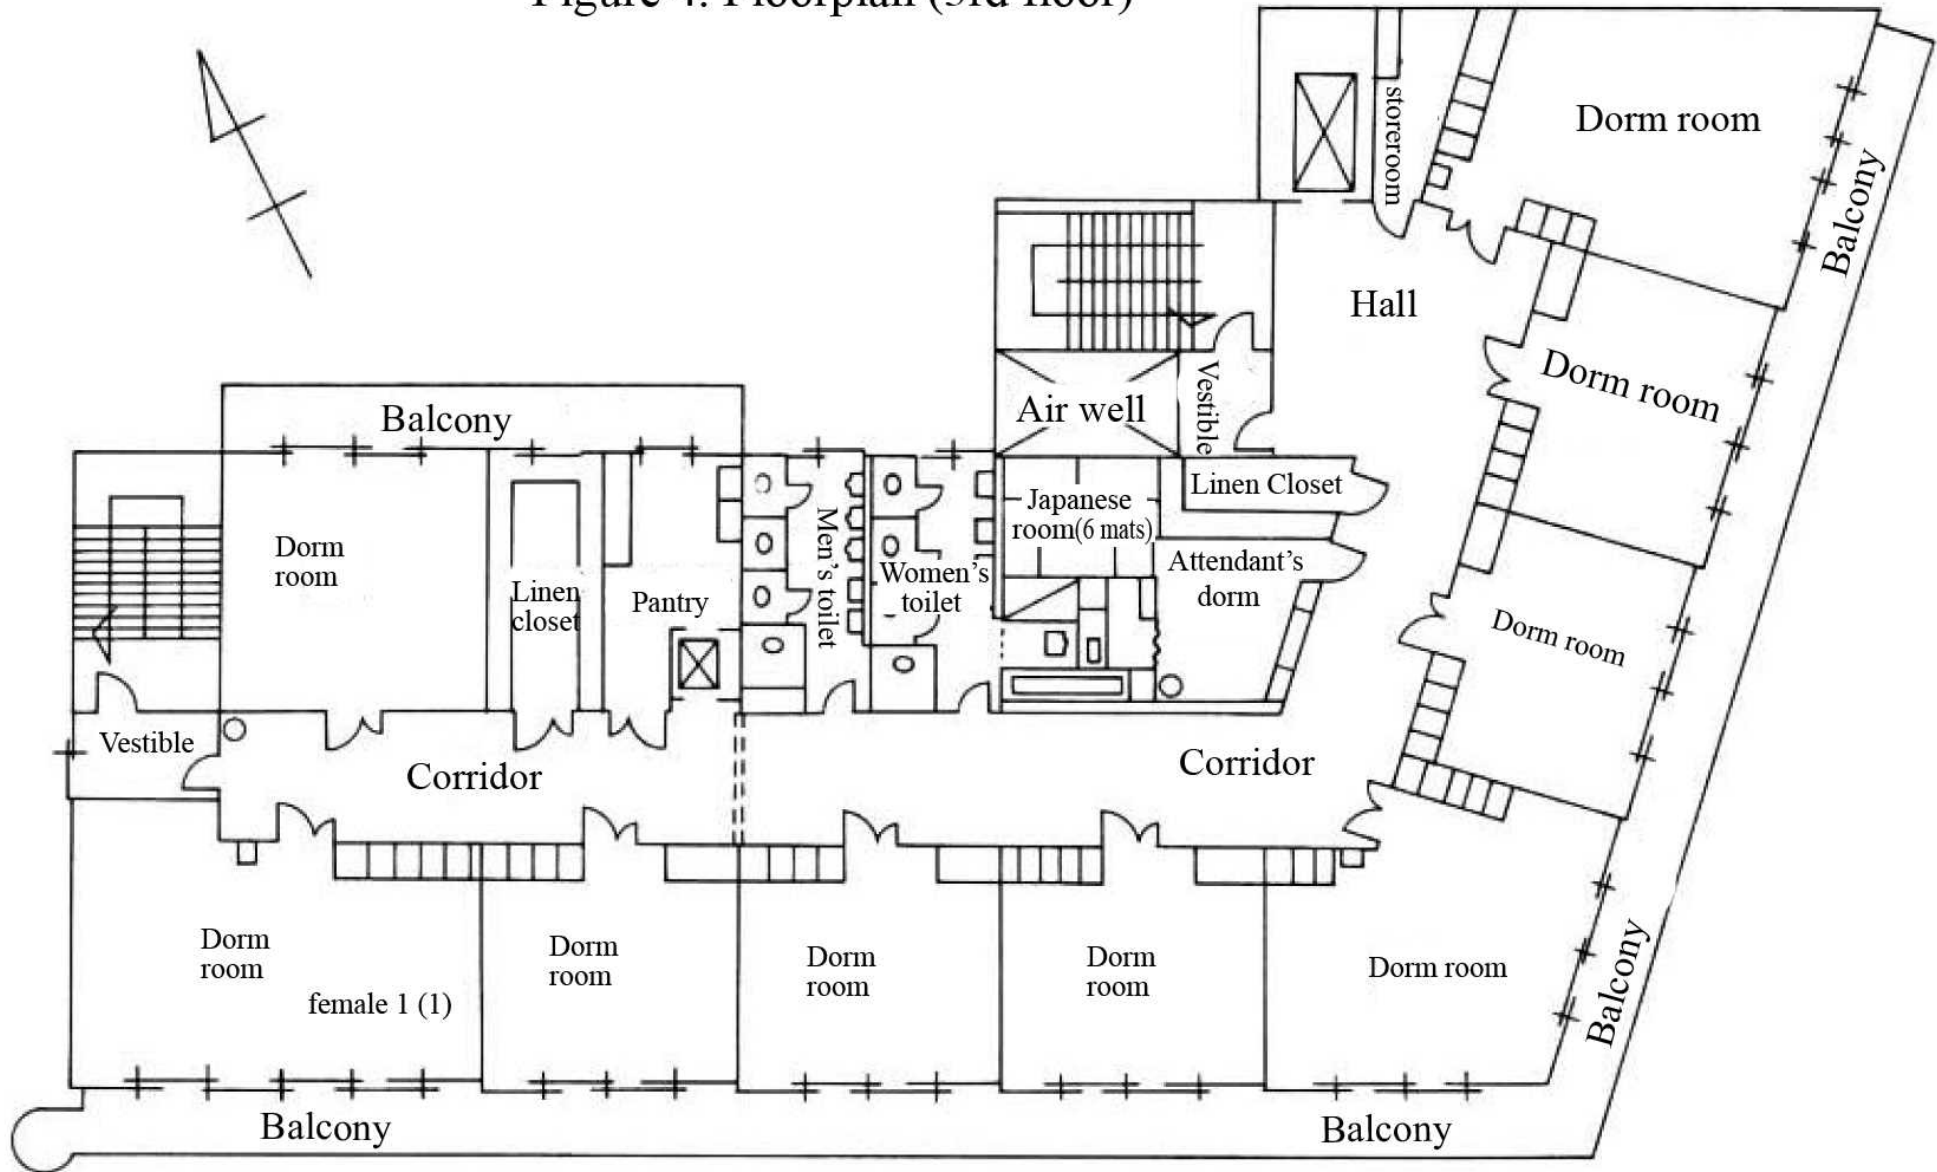 Figure 4. Floorplan (3rd floor)
storeroom
Dorm room
Balcony
Hall
Dorm room
Vestible
Air well
Balcony
Linen Closet
Japanese
room(6 mats)
Attendant's
dorm
Men's toilet
Women's
toilet
Dorm
room
Linen
closet
Pantry
Dorm room
Vestible
Corridor
Corridor
Dorm
room
female 1 (1)
Dorm
room
Dorm
room
Dorm
room
Dorm room
Balcony
Balcony
Balcony